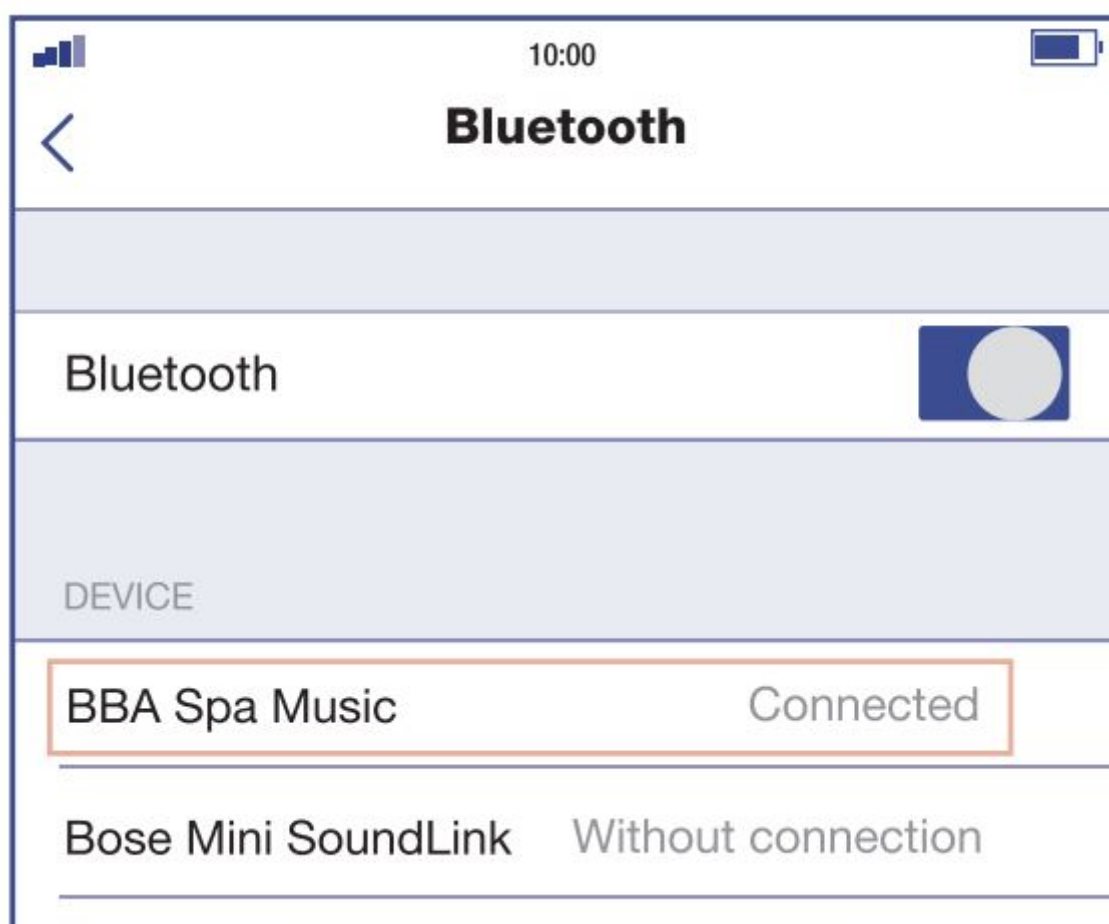 10:00
Bluetooth
Bluetooth
DEVICE
BBA Spa Music Connected
Bose Mini SoundLink Without connection